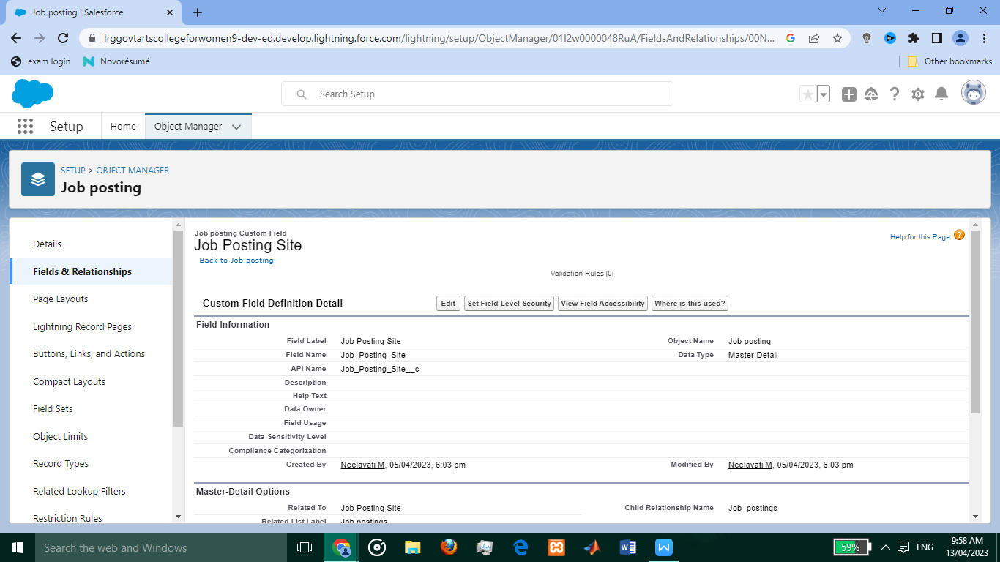 Job posting | Salesforce
lrggovtartscollegeforwomen9-dev-ed.develop.lightning.force.com/lightning/setup/ObjectManager/01I2w0000048RuA/FieldsAndRelationships/00N...
exam login
Novorésumé
Other bookmarks
Search Setup
Setup
Home
Object Manager
SETUP > OBJECT MANAGER
Job posting
Details
Fields & Relationships
Page Layouts
Lightning Record Pages
Buttons, Links, and Actions
Compact Layouts
Field Sets
Object Limits
Record Types
Related Lookup Filters
Restriction Rules
Job posting Custom Field
Job Posting Site
Back to Job posting
Help for this Page
Validation Rules [0]
Custom Field Definition Detail
Edit
Set Field-Level Security
View Field Accessibility
Where is this used?
Field Information
Field Label Job Posting Site
Object Name Job posting
Field Name Job_Posting_Site
Data Type Master-Detail
API Name Job_Posting_Site__c
Description
Help Text
Data Owner
Field Usage
Data Sensitivity Level
Compliance Categorization
Created By Neelavati M, 05/04/2023, 6:03 pm
Modified By Neelavati M, 05/04/2023, 6:03 pm
Master-Detail Options
Related To Job Posting Site
Child Relationship Name Job_postings
Related List Label Job postings
Search the web and Windows
59%
ENG
9:58 AM
13/04/2023